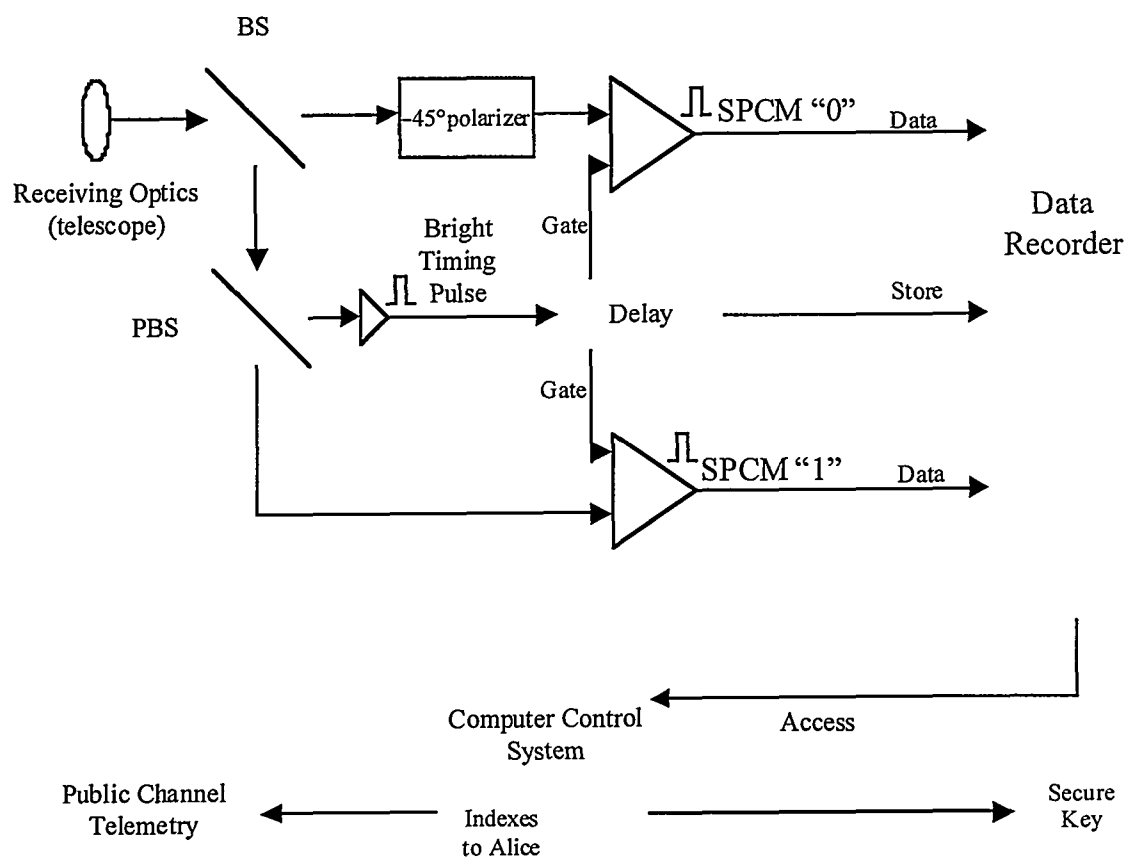 BS
-45°polarizer
SPCM “0”
Data
Receiving Optics
(telescope)
Gate
Bright
Timing
Pulse
Data
Recorder
PBS
Delay
Store
Gate
SPCM “1”
Data
Computer Control
System
Access
Public Channel
Telemetry
Indexes
to Alice
Secure
Key